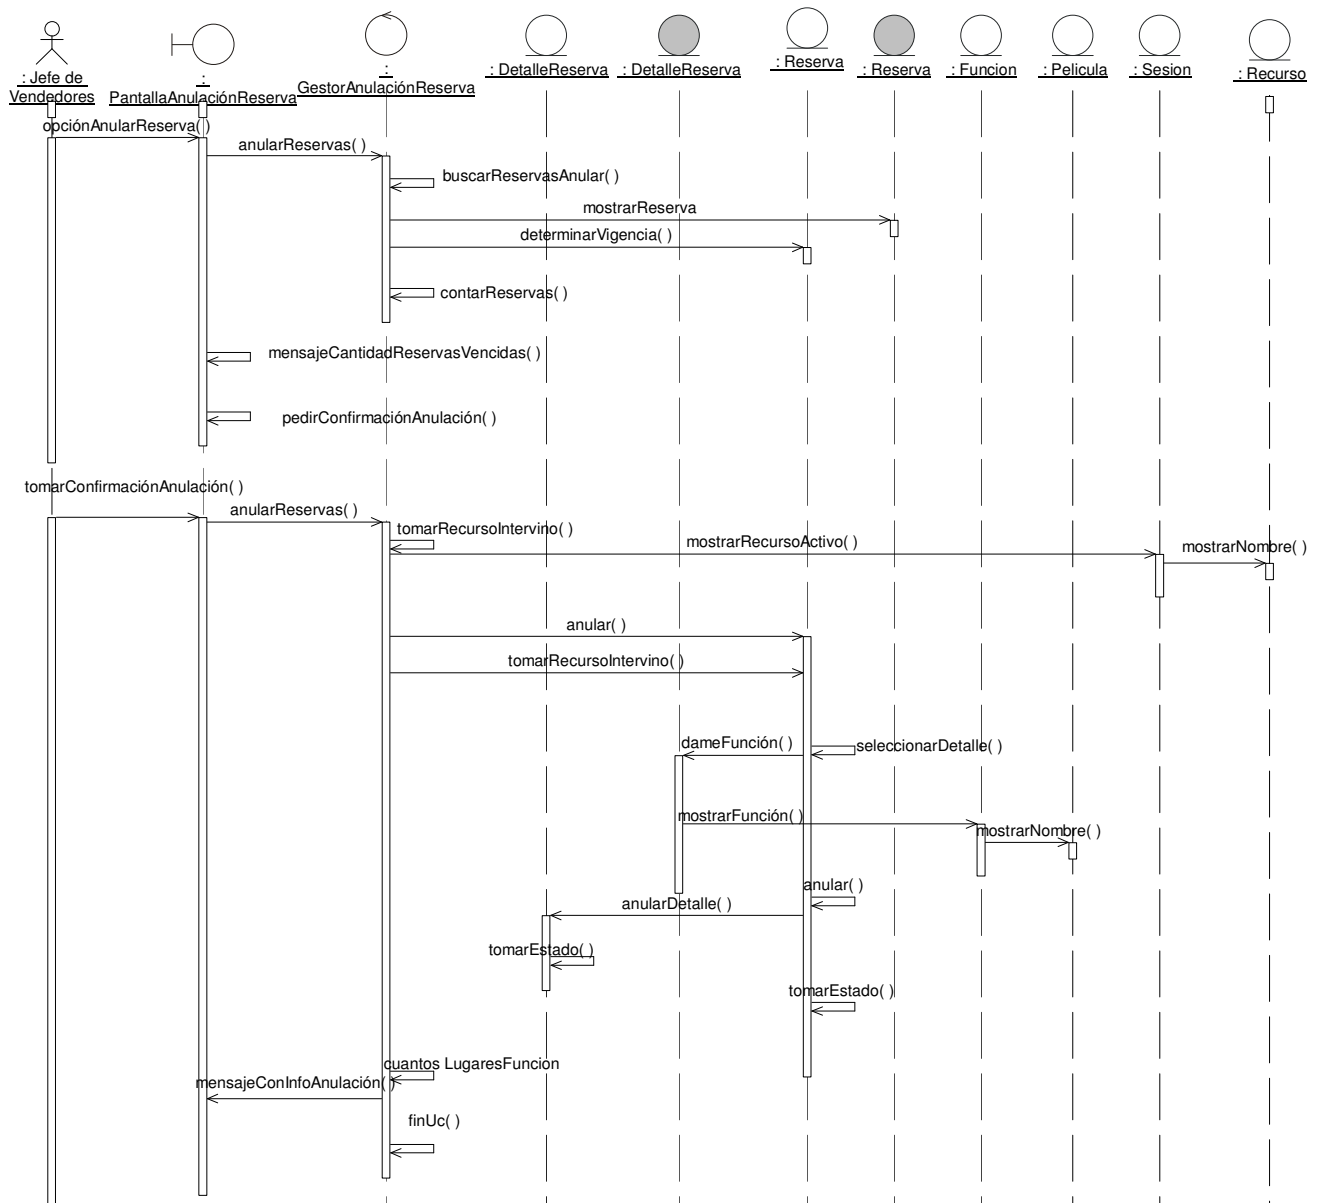 : Jefe de
Vendedores
:
PantallaAnulaciónReserva
:
GestorAnulaciónReserva
: DetalleReserva
: DetalleReserva
: Reserva
: Reserva
: Funcion
: Pelicula
: Sesion
: Recurso
opciónAnularReserva( )
anularReservas( )
buscarReservasAnular( )
mostrarReserva
determinarVigencia( )
contarReservas( )
mensajeCantidadReservasVencidas( )
pedirConfirmaciónAnulación( )
tomarConfirmaciónAnulación( )
anularReservas( )
tomarRecursoIntervino( )
mostrarRecursoActivo( )
mostrarNombre( )
anular( )
tomarRecursoIntervino( )
seleccionarDetalle( )
dameFunción( )
mostrarFunción( )
mostrarNombre( )
anular( )
anularDetalle( )
tomarEstado( )
tomarEstado( )
cuantos LugaresFuncion
mensajeConInfoAnulación( )
finUc( )